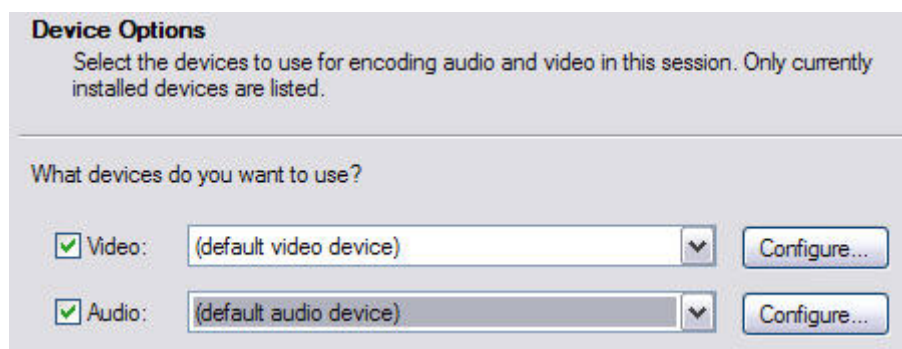 Device Options
Select the devices to use for encoding audio and video in this session. Only currently
installed devices are listed.
What devices do you want to use?
Video: (default video device) Configure...
Audio: (default audio device) Configure...